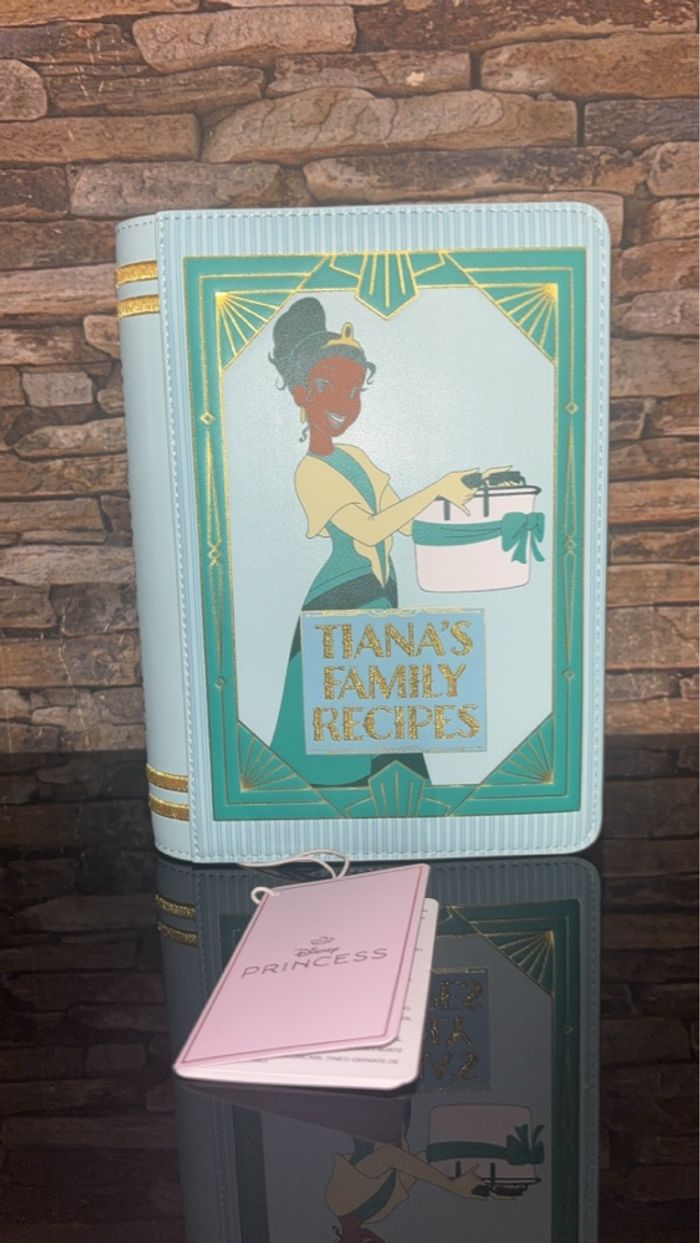 TIANA'S
FAMILY
RECIPES
Disney
PRINCESS